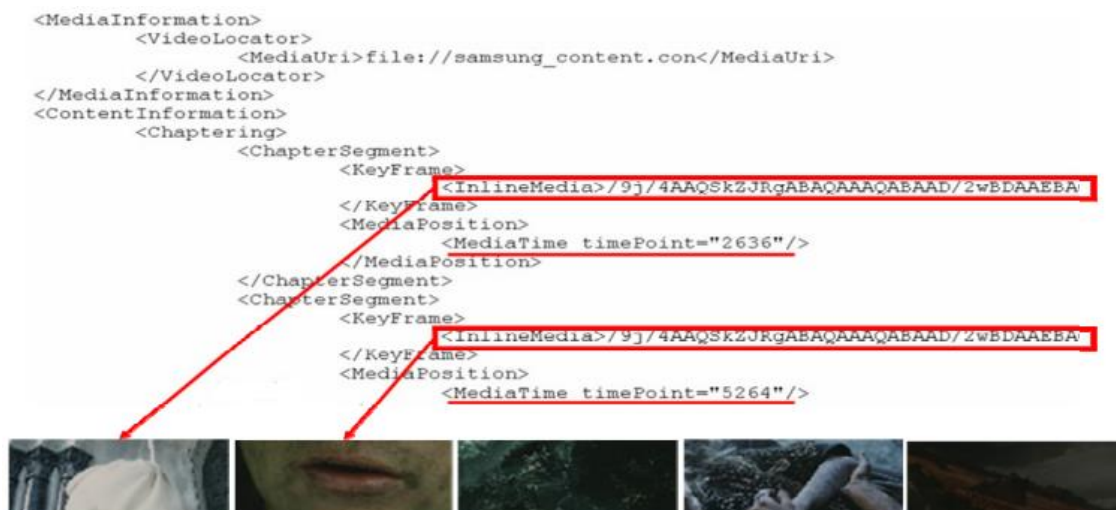 <MediaInformation>
<VideoLocator>
<MediaUri>file://samsung_content.con</MediaUri>
</VideoLocator>
</MediaInformation>
<ContentInformation>
<Chaptering>
<ChapterSegment>
<KeyFrame>
<InlineMedia>/9j/4AAQSkZJRgABAQAAAQABAAD/2wBDAAEBA
</KeyFrame>
<MediaPosition>
<MediaTime timePoint="2636"/>
</MediaPosition>
</ChapterSegment>
<ChapterSegment>
<KeyFrame>
<InlineMedia>/9j/4AAQSkZJRgABAQAAAQABAAD/2wBDAAEBA
</KeyFrame>
<MediaPosition>
<MediaTime timePoint="5264"/>